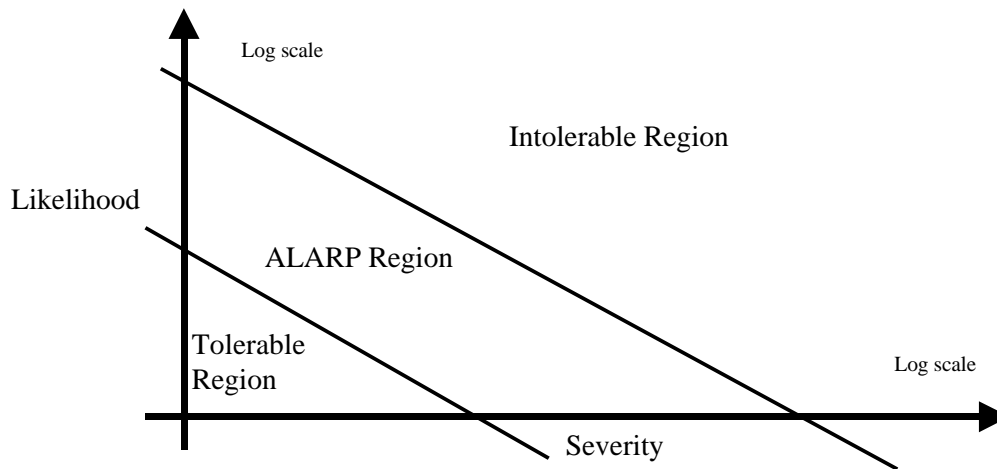 Log scale
Intolerable Region
Likelihood
ALARP Region
Tolerable
Region
Log scale
Severity